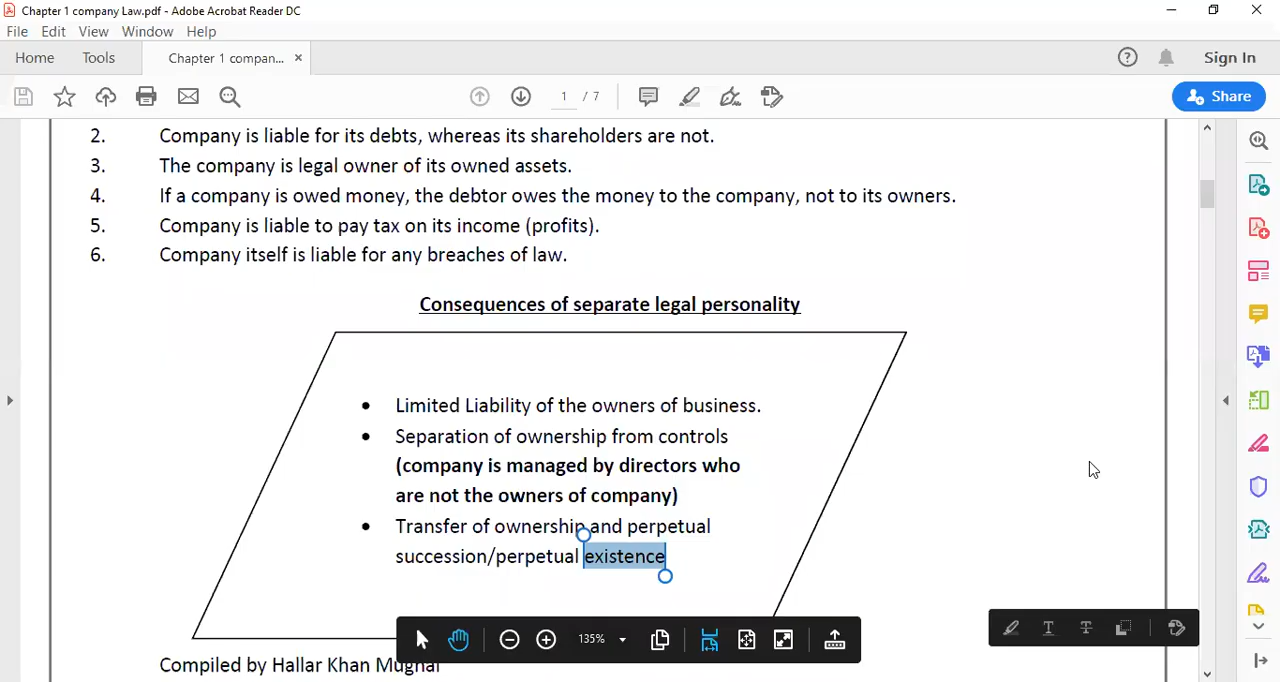 Chapter 1 company Law.pdf - Adobe Acrobat Reader DC
File Edit View Window Help
Home Tools Chapter 1 compan... × Sign In
1 / 7 Share
2. Company is liable for its debts, whereas its shareholders are not.
3. The company is legal owner of its owned assets.
4. If a company is owed money, the debtor owes the money to the company, not to its owners.
5. Company is liable to pay tax on its income (profits).
6. Company itself is liable for any breaches of law.
Consequences of separate legal personality
• Limited Liability of the owners of business.
• Separation of ownership from controls
(company is managed by directors who
are not the owners of company)
• Transfer of ownership and perpetual
succession/perpetual existence
135%
Compiled by Hallar Khan Mughal